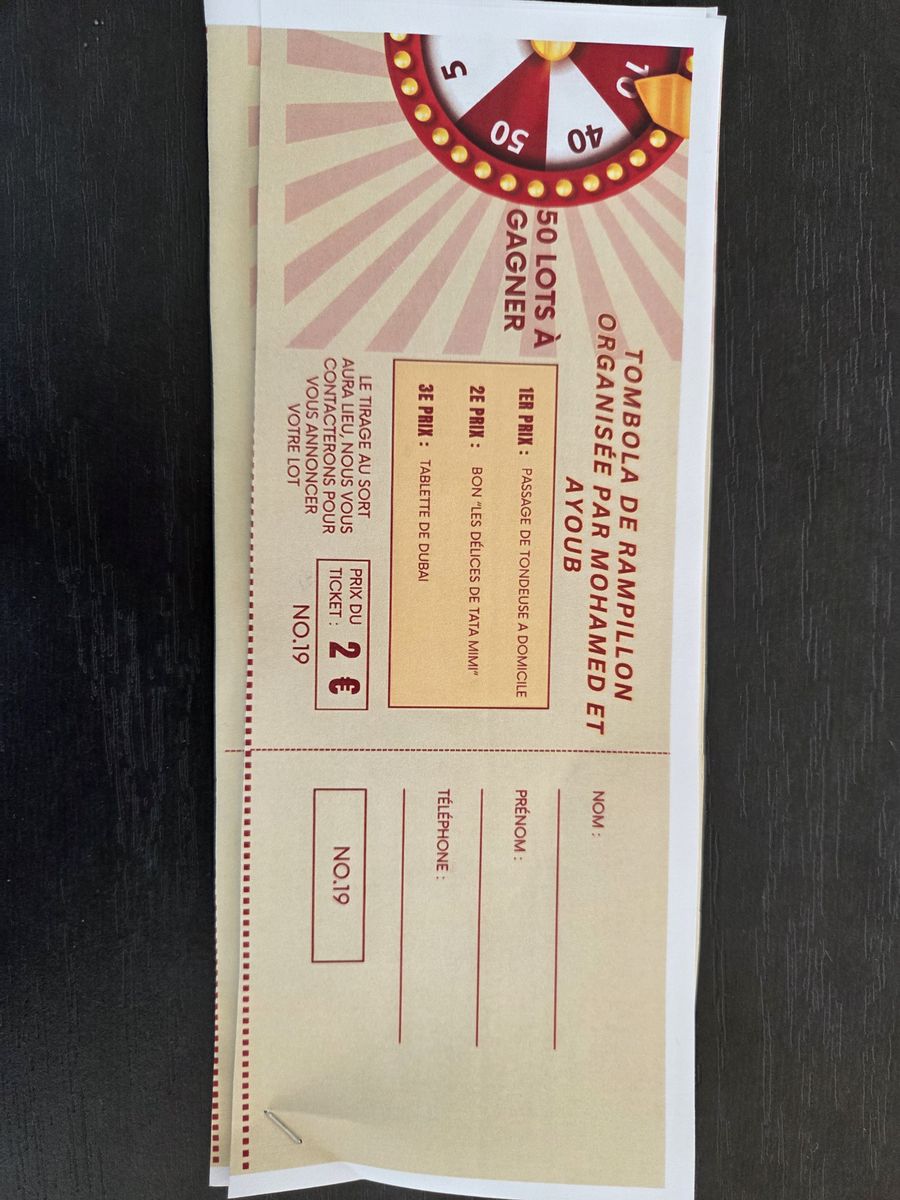 5
50
40
10
50 LOTS À
GAGNER
TOMBOLA DE RAMPILLON
ORGANISÉE PAR MOHAMED ET
AYOUB
1ER PRIX : PASSAGE DE TONDEUSE A DOMICILE
2E PRIX : BON "LES DÉLICES DE TATA MIMI"
3E PRIX : TABLETTE DE DUBAI
LE TIRAGE AU SORT
AURA LIEU, NOUS VOUS
CONTACTERONS POUR
VOUS ANNONCER
VOTRE LOT
PRIX DU
TICKET : 2 €
NO.19
NOM :
PRÉNOM :
TÉLÉPHONE :
NO.19